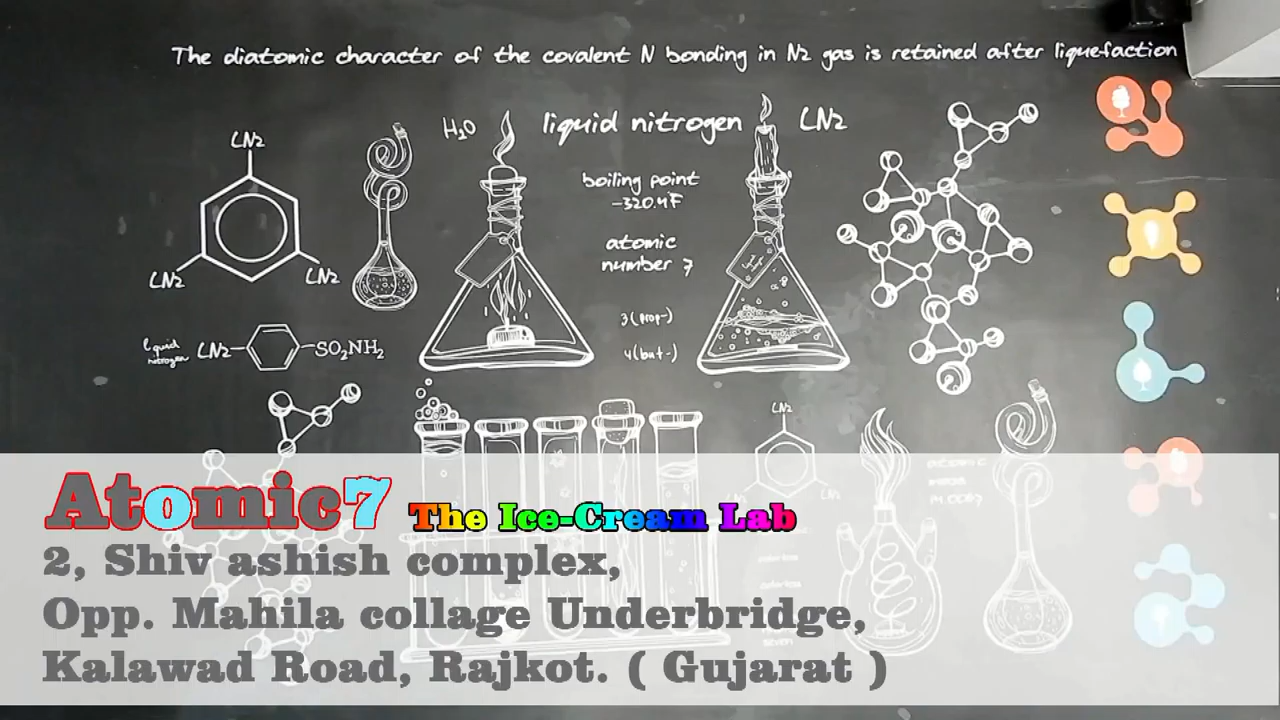 The diatomic character of the covalent N bonding in N2 gas is retained after liquefaction
H2O
liquid nitrogen
LN2
LN2
boiling point
-320.4F
atomic
number 7
LN2
LN2
3(prop-)
4(but-)
liquid
nitrogen
LN2
SO2NH2
LN2
Atomic7 The Ice-Cream Lab
2, Shiv ashish complex,
Opp. Mahila collage Underbridge,
Kalawad Road, Rajkot. ( Gujarat )